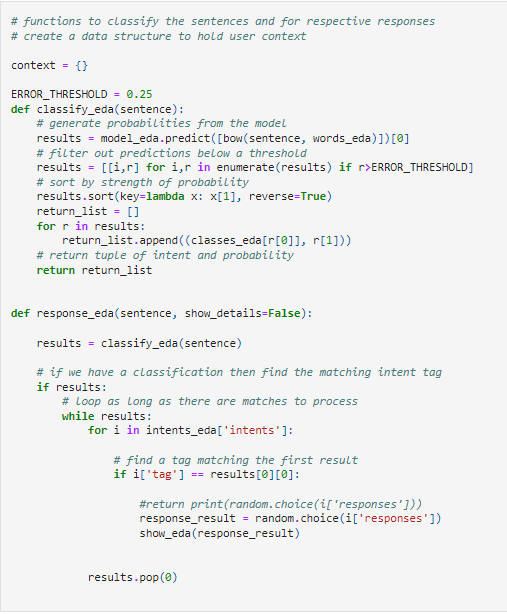 # functions to classify the sentences and for respective responses
# create a data structure to hold user context
context = {}
ERROR_THRESHOLD = 0.25
def classify_eda(sentence):
    # generate probabilities from the model
    results = model_eda.predict([bow(sentence, words_eda)])[0]
    # filter out predictions below a threshold
    results = [[i,r] for i,r in enumerate(results) if r>ERROR_THRESHOLD]
    # sort by strength of probability
    results.sort(key=lambda x: x[1], reverse=True)
    return_list = []
    for r in results:
        return_list.append((classes_eda[r[0]], r[1]))
    # return tuple of intent and probability
    return return_list
def response_eda(sentence, show_details=False):
    results = classify_eda(sentence)
    # if we have a classification then find the matching intent tag
    if results:
        # loop as long as there are matches to process
        while results:
            for i in intents_eda['intents']:
                # find a tag matching the first result
                if i['tag'] == results[0][0]:
                    #return print(random.choice(i['responses']))
                    response_result = random.choice(i['responses'])
                    show_eda(response_result)
            results.pop(0)